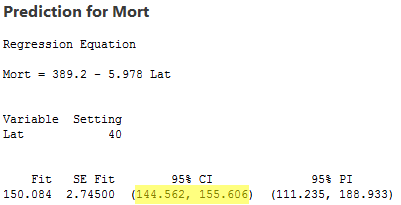 Prediction for Mort
Regression Equation
Mort = 389.2 - 5.978 Lat
Variable Setting
Lat 40
Fit SE Fit 95% CI 95% PI
150.084 2.74500 (144.562, 155.606) (111.235, 188.933)